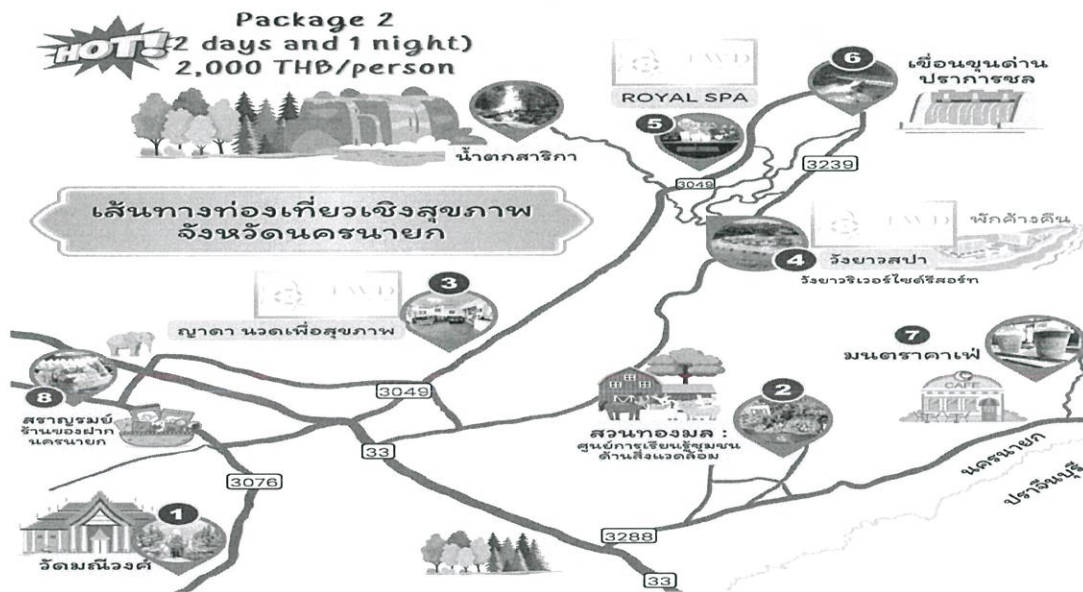 HOT!
Package 2
2 days and 1 night)
2,000 THB/person
ROYAL SPA
5
6
เขื่อนขุนด่าน
ปราการชล
น้ำตกสาริกา
3049
3239
เส้นทางท่องเที่ยวเชิงสุขภาพ
จังหวัดนครนายก
พักค้างคืน
4
วังยาวสปา
วังยาวริเวอร์ไซด์รีสอร์ท
3
ญาดา นวดเพื่อสุขภาพ
7
มนตราคาเฟ่
CAFE
8
สราญรมย์
ร้านของฝาก
นครนายก
3049
2
สวนทองมล :
ศูนย์การเรียนรู้ชุมชน
ด้านสิ่งแวดล้อม
33
3076
นครนายก
ปราจีนบุรี
1
วัดมณีวงศ์
3288
33